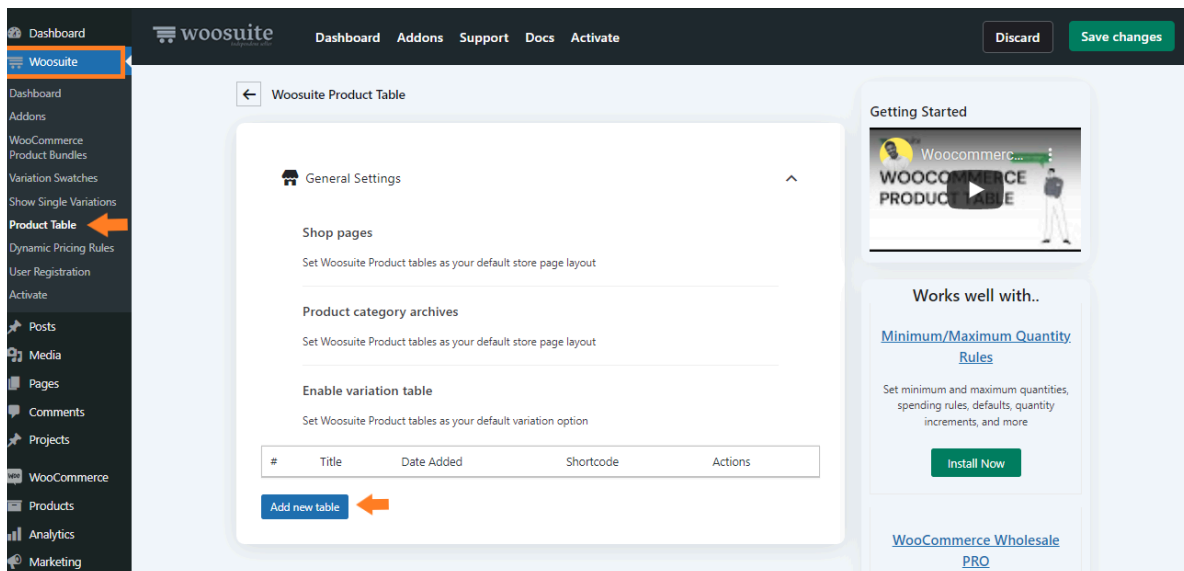 Dashboard
Woosuite
Dashboard
Addons
WooCommerce
Product Bundles
Variation Swatches
Show Single Variations
Product Table
Dynamic Pricing Rules
User Registration
Activate
Posts
Media
Pages
Comments
Projects
WooCommerce
Products
Analytics
Marketing
woosuite
Dashboard Addons Support Docs Activate
Discard
Save changes
Woosuite Product Table
General Settings
Shop pages
Set Woosuite Product tables as your default store page layout
Product category archives
Set Woosuite Product tables as your default store page layout
Enable variation table
Set Woosuite Product tables as your default variation option
# Title Date Added Shortcode Actions
Add new table
Getting Started
Woocommerc...
WOOCOMMERCE
PRODUCT TABLE
Works well with..
Minimum/Maximum Quantity
Rules
Set minimum and maximum quantities,
spending rules, defaults, quantity
increments, and more
Install Now
WooCommerce Wholesale
PRO